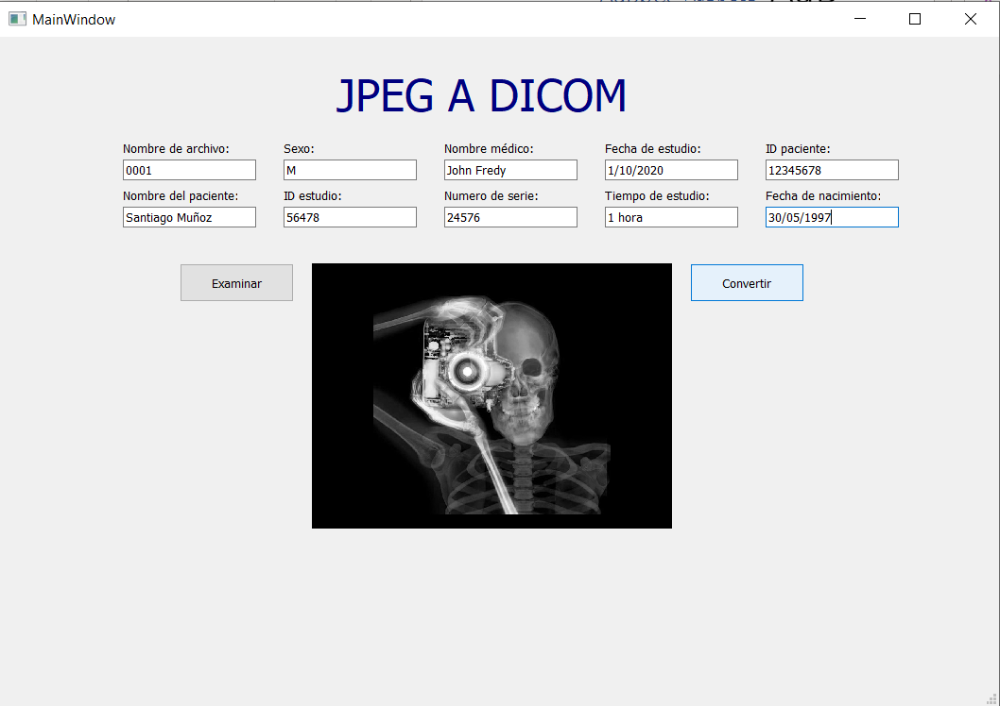 MainWindow
JPEG A DICOM
Nombre de archivo: Sexo: Nombre médico: Fecha de estudio: ID paciente:
0001 M John Fredy 1/10/2020 12345678
Nombre del paciente: ID estudio: Numero de serie: Tiempo de estudio: Fecha de nacimiento:
Santiago Muñoz 56478 24576 1 hora 30/05/1997
Examinar Convertir